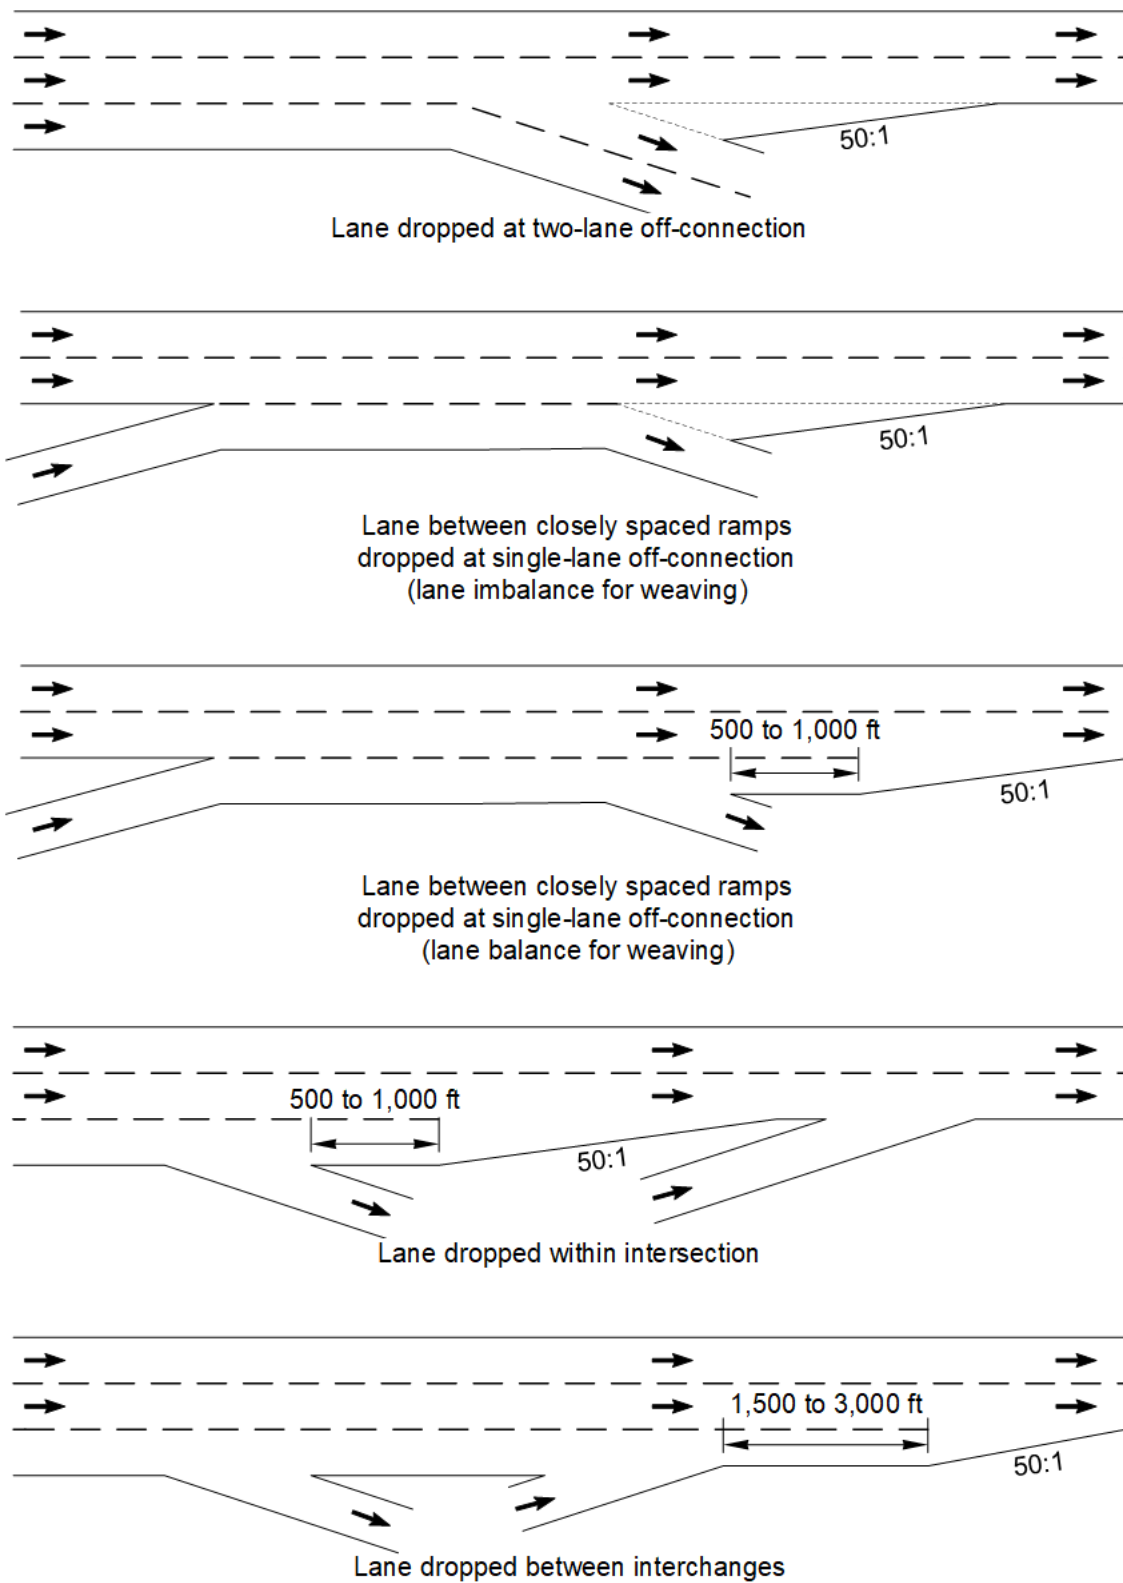 50:1
Lane dropped at two-lane off-connection
50:1
Lane between closely spaced ramps
dropped at single-lane off-connection
(lane imbalance for weaving)
500 to 1,000 ft
50:1
Lane between closely spaced ramps
dropped at single-lane off-connection
(lane balance for weaving)
500 to 1,000 ft
50:1
Lane dropped within intersection
1,500 to 3,000 ft
50:1
Lane dropped between interchanges